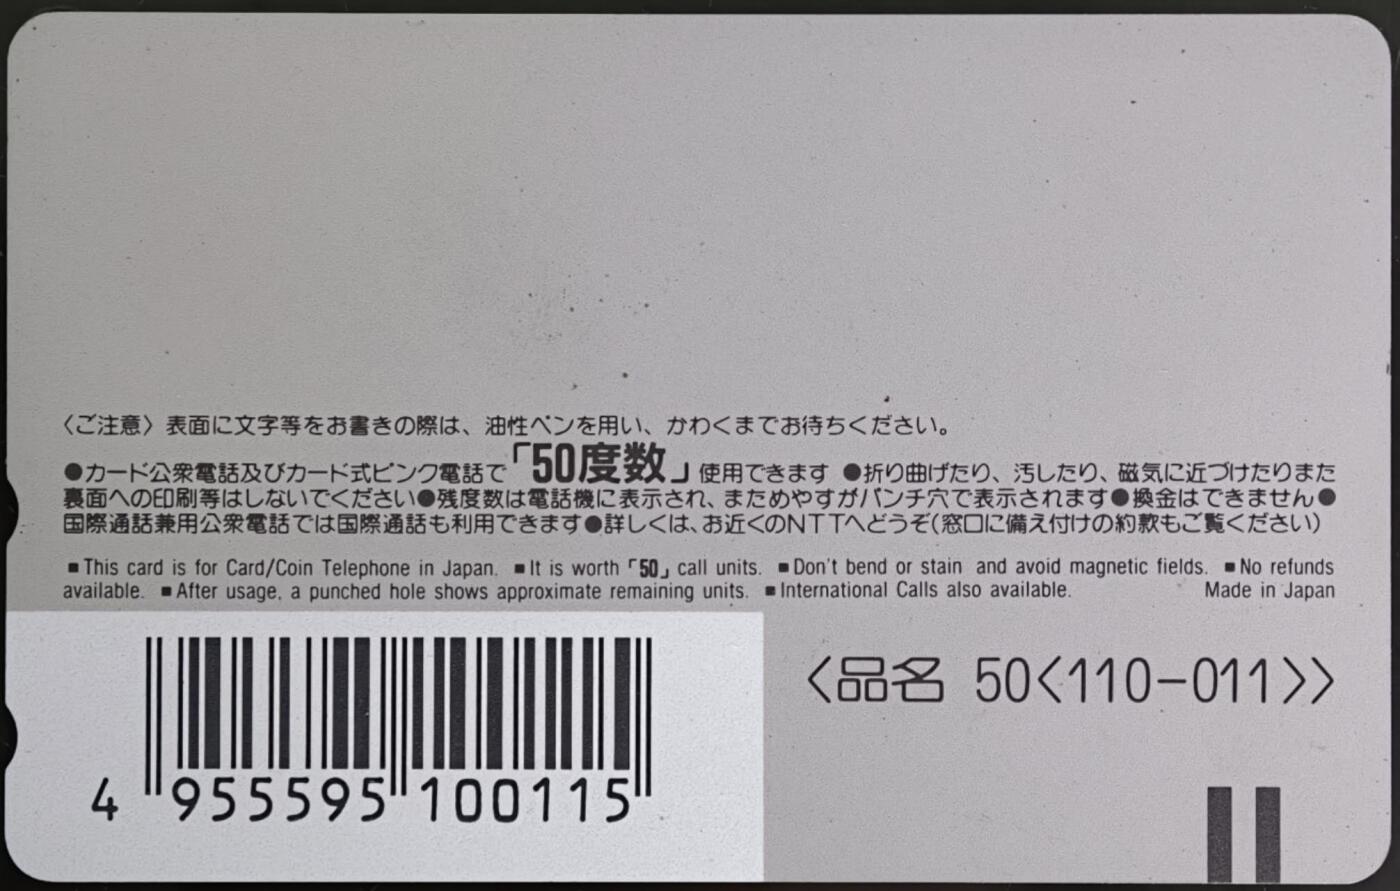 〈ご注意〉表面に文字等をお書きの際は、油性ペンを用い、かわくまでお待ちください。
●カード公衆電話及びカード式ピンク電話で「50度数」使用できます ●折り曲げたり、汚したり、磁気に近づけたりまた
裏面への印刷等はしないでください●残度数は電話機に表示され、まためやすがパンチ穴で表示されます●換金はできません●
国際通話兼用公衆電話では国際通話も利用できます●詳しくは、お近くのNTTへどうぞ(窓口に備え付けの約款もご覧ください)
■This card is for Card/Coin Telephone in Japan. ■It is worth「50」call units. ■Don't bend or stain and avoid magnetic fields. ■No refunds
available. ■After usage, a punched hole shows approximate remaining units. ■International Calls also available. Made in Japan
<品名 50<110-011>>
4 955595 100115